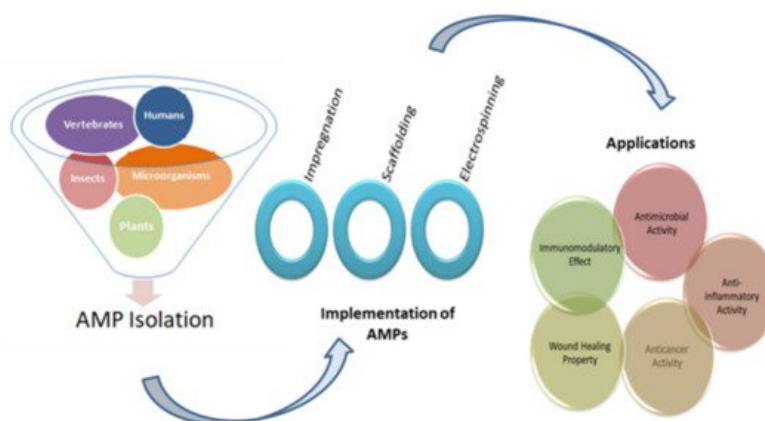 Vertebrates
Humans
Insects
Microorganisms
Plants
AMP Isolation
Impregnation
Scaffolding
Electrospinning
Implementation of
AMPs
Applications
Antimicrobial
Activity
Immunomodulatory
Effect
Anti-
inflammatory
Activity
Wound Healing
Property
Anticancer
Activity